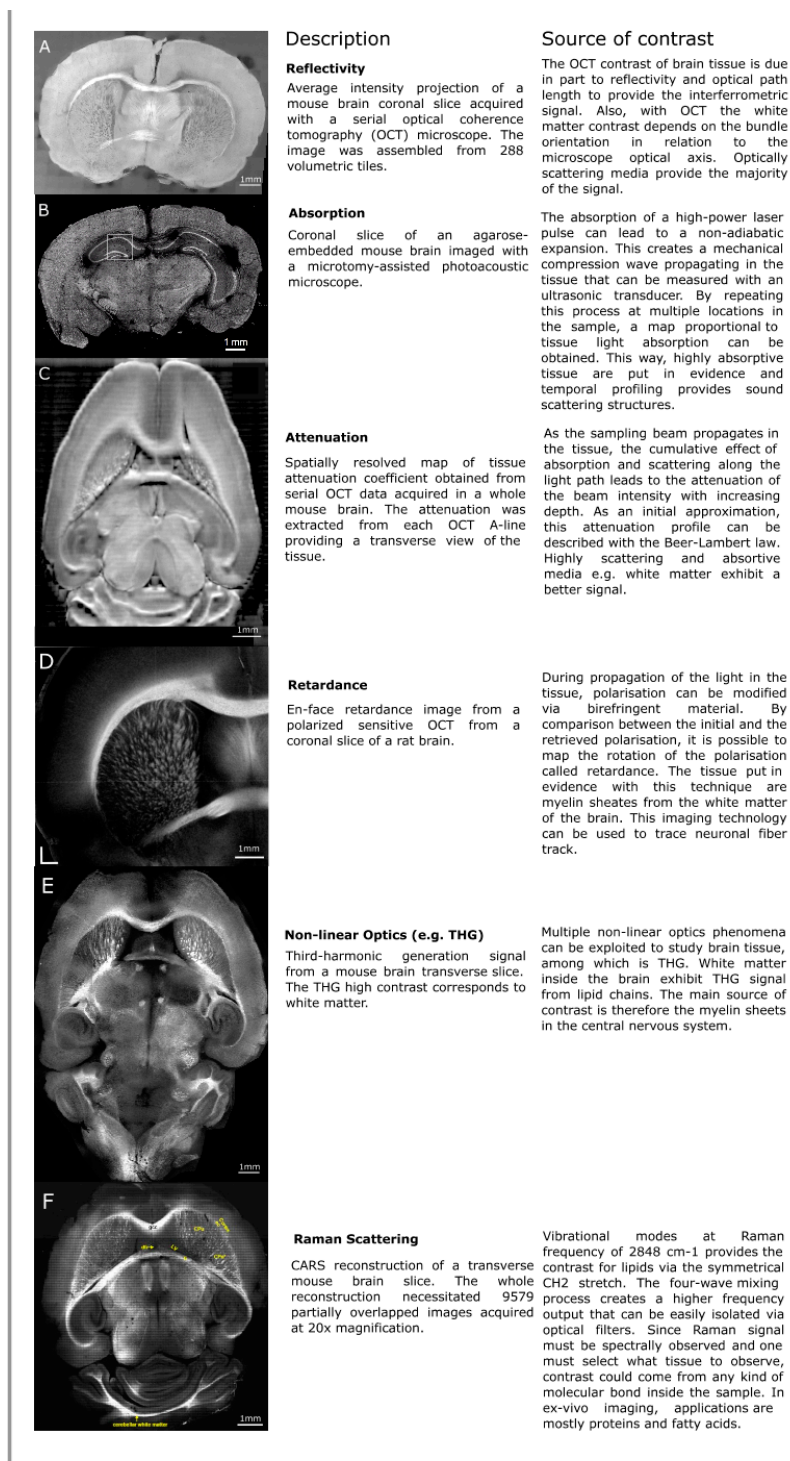 Description
Source of contrast
A
1mm
Reflectivity
Average intensity projection of a
mouse brain coronal slice acquired
with a serial optical coherence
tomography (OCT) microscope. The
image was assembled from 288
volumetric tiles.
The OCT contrast of brain tissue is due
in part to reflectivity and optical path
length to provide the interferrometric
signal. Also, with OCT the white
matter contrast depends on the bundle
orientation in relation to the
microscope optical axis. Optically
scattering media provide the majority
of the signal.
B
1 mm
Absorption
Coronal slice of an agarose-
embedded mouse brain imaged with
a microtomy-assisted photoacoustic
microscope.
The absorption of a high-power laser
pulse can lead to a non-adiabatic
expansion. This creates a mechanical
compression wave propagating in the
tissue that can be measured with an
ultrasonic transducer. By repeating
this process at multiple locations in
the sample, a map proportional to
tissue light absorption can be
obtained. This way, highly absorptive
tissue are put in evidence and
temporal profiling provides sound
scattering structures.
C
1mm
Attenuation
Spatially resolved map of tissue
attenuation coefficient obtained from
serial OCT data acquired in a whole
mouse brain. The attenuation was
extracted from each OCT A-line
providing a transverse view of the
tissue.
As the sampling beam propagates in
the tissue, the cumulative effect of
absorption and scattering along the
light path leads to the attenuation of
the beam intensity with increasing
depth. As an initial approximation,
this attenuation profile can be
described with the Beer-Lambert law.
Highly scattering and absortive
media e.g. white matter exhibit a
better signal.
D
1mm
Retardance
En-face retardance image from a
polarized sensitive OCT from a
coronal slice of a rat brain.
During propagation of the light in the
tissue, polarisation can be modified
via birefringent material. By
comparison between the initial and the
retrieved polarisation, it is possible to
map the rotation of the polarisation
called retardance. The tissue put in
evidence with this technique are
myelin sheates from the white matter
of the brain. This imaging technology
can be used to trace neuronal fiber
track.
E
1mm
Non-linear Optics (e.g. THG)
Third-harmonic generation signal
from a mouse brain transverse slice.
The THG high contrast corresponds to
white matter.
Multiple non-linear optics phenomena
can be exploited to study brain tissue,
among which is THG. White matter
inside the brain exhibit THG signal
from lipid chains. The main source of
contrast is therefore the myelin sheets
in the central nervous system.
F
cerebellar white matter
1mm
Raman Scattering
CARS reconstruction of a transverse
mouse brain slice. The whole
reconstruction necessitated 9579
partially overlapped images acquired
at 20x magnification.
Vibrational modes at Raman
frequency of 2848 cm-1 provides the
contrast for lipids via the symmetrical
CH2 stretch. The four-wave mixing
process creates a higher frequency
output that can be easily isolated via
optical filters. Since Raman signal
must be spectrally observed and one
must select what tissue to observe,
contrast could come from any kind of
molecular bond inside the sample. In
ex-vivo imaging, applications are
mostly proteins and fatty acids.